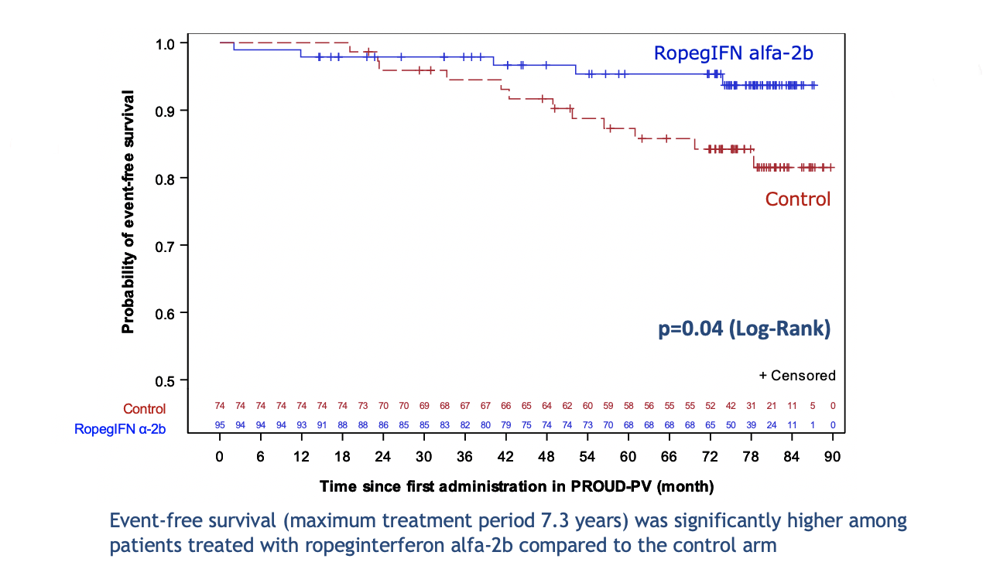 RopegIFN alfa-2b
Control
p=0.04 (Log-Rank)
+ Censored
Probability of event-free survival
1.0
0.9
0.8
0.7
0.6
0.5
Control 74 74 74 74 74 74 74 73 70 70 69 68 67 67 66 65 64 62 60 59 58 56 55 55 52 42 31 21 11 5 0
RopegIFN α-2b 95 94 94 94 93 91 88 88 86 85 85 83 82 80 79 75 74 74 73 70 68 68 68 68 65 50 39 24 11 1 0
0 6 12 18 24 30 36 42 48 54 60 66 72 78 84 90
Time since first administration in PROUD-PV (month)
Event-free survival (maximum treatment period 7.3 years) was significantly higher among
patients treated with ropeginterferon alfa-2b compared to the control arm